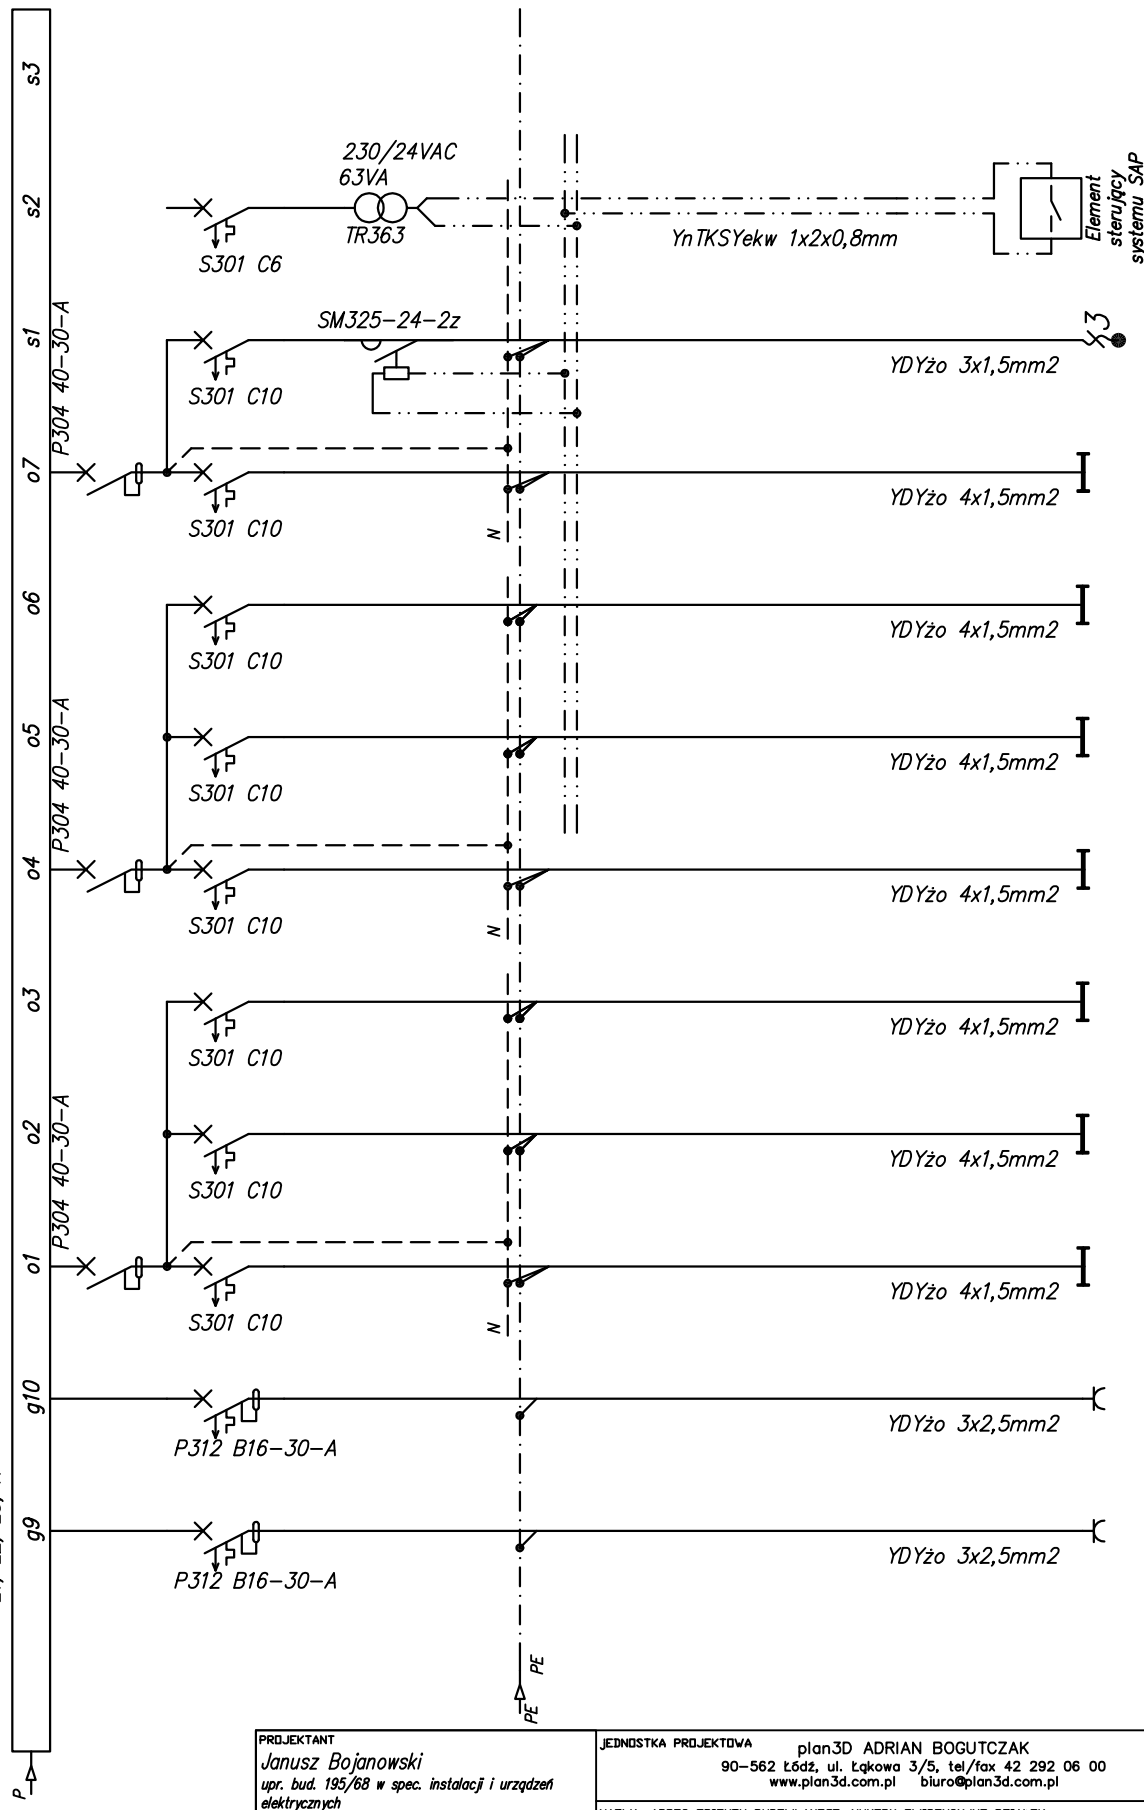 s3
s2
230/24VAC
63VA
TR363
S301 C6
YnTKSYekw 1x2x0,8mm
Element
sterujący
systemu SAP
s1
P304 40-30-A
SM325-24-2z
S301 C10
YDYżo 3x1,5mm2
3
o7
S301 C10
N
YDYżo 4x1,5mm2
o6
S301 C10
YDYżo 4x1,5mm2
o5
P304 40-30-A
S301 C10
YDYżo 4x1,5mm2
o4
S301 C10
N
YDYżo 4x1,5mm2
o3
S301 C10
YDYżo 4x1,5mm2
o2
P304 40-30-A
S301 C10
YDYżo 4x1,5mm2
o1
S301 C10
N
YDYżo 4x1,5mm2
g10
P312 B16-30-A
YDYżo 3x2,5mm2
g9
P312 B16-30-A
YDYżo 3x2,5mm2
PE
PE
P
PROJEKTANT
Janusz Bojanowski
upr. bud. 195/68 w spec. instalacji i urządzeń
elektrycznych
JEDNOSTKA PROJEKTOWA
plan3D ADRIAN BOGUTCZAK
90-562 Łódź, ul. Łąkowa 3/5, tel/fax 42 292 06 00
www.plan3d.com.pl biuro@plan3d.com.pl